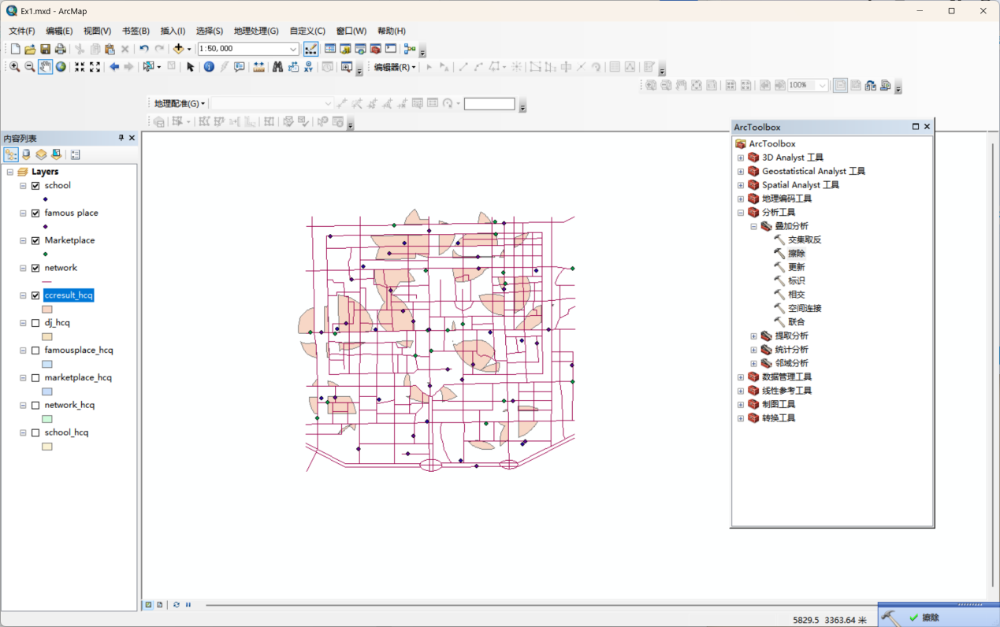 Ex1.mxd - ArcMap
文件(F) 编辑(E) 视图(V) 书签(B) 插入(I) 选择(S) 地理处理(G) 自定义(C) 窗口(W) 帮助(H)
1:50,000
编辑器(R)
100%
地理配准(G)
内容列表
Layers
school
famous place
Marketplace
network
ccresult_hcq
dj_hcq
famousplace_hcq
marketplace_hcq
network_hcq
school_hcq
ArcToolbox
ArcToolbox
3D Analyst 工具
Geostatistical Analyst 工具
Spatial Analyst 工具
地理编码工具
分析工具
叠加分析
交集取反
擦除
更新
标识
相交
空间连接
联合
提取分析
统计分析
邻域分析
数据管理工具
线性参考工具
制图工具
转换工具
5829.5 3363.64 米
擦除